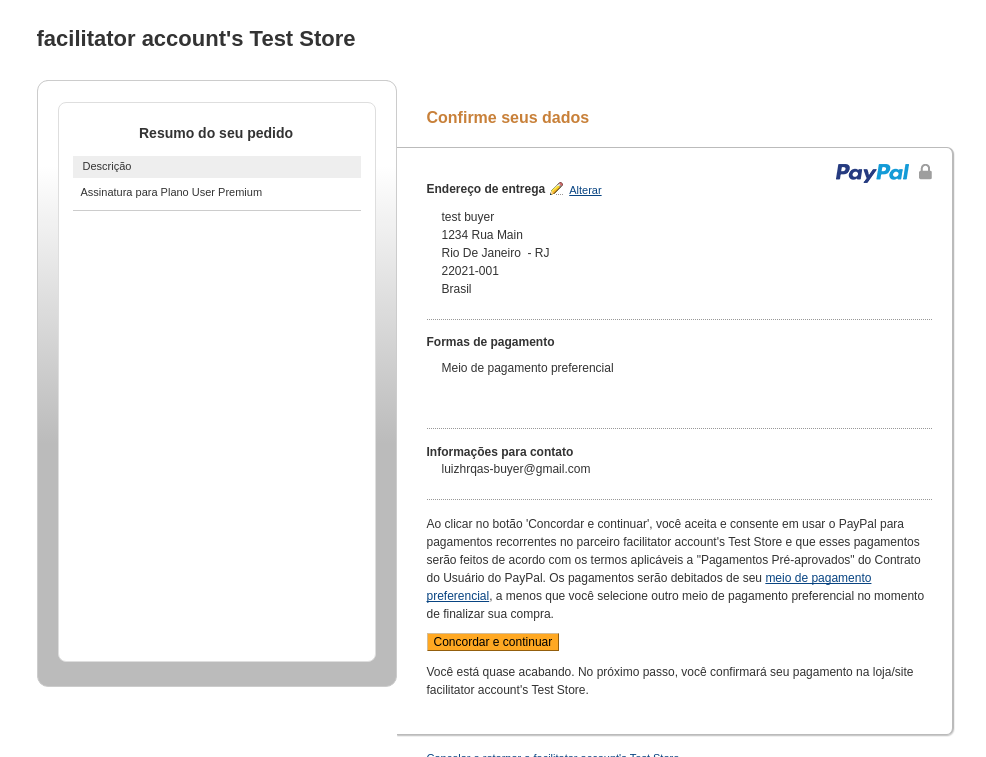 facilitator account's Test Store
Resumo do seu pedido
Descrição
Assinatura para Plano User Premium
Confirme seus dados
PayPal
Endereço de entrega Alterar
test buyer
1234 Rua Main
Rio De Janeiro - RJ
22021-001
Brasil
Formas de pagamento
Meio de pagamento preferencial
Informações para contato
luizhrqas-buyer@gmail.com
Ao clicar no botão 'Concordar e continuar', você aceita e consente em usar o PayPal para
pagamentos recorrentes no parceiro facilitator account's Test Store e que esses pagamentos
serão feitos de acordo com os termos aplicáveis a "Pagamentos Pré-aprovados" do Contrato
do Usuário do PayPal. Os pagamentos serão debitados de seu meio de pagamento
preferencial, a menos que você selecione outro meio de pagamento preferencial no momento
de finalizar sua compra.
Concordar e continuar
Você está quase acabando. No próximo passo, você confirmará seu pagamento na loja/site
facilitator account's Test Store.
Cancelar e retornar a facilitator account's Test Store